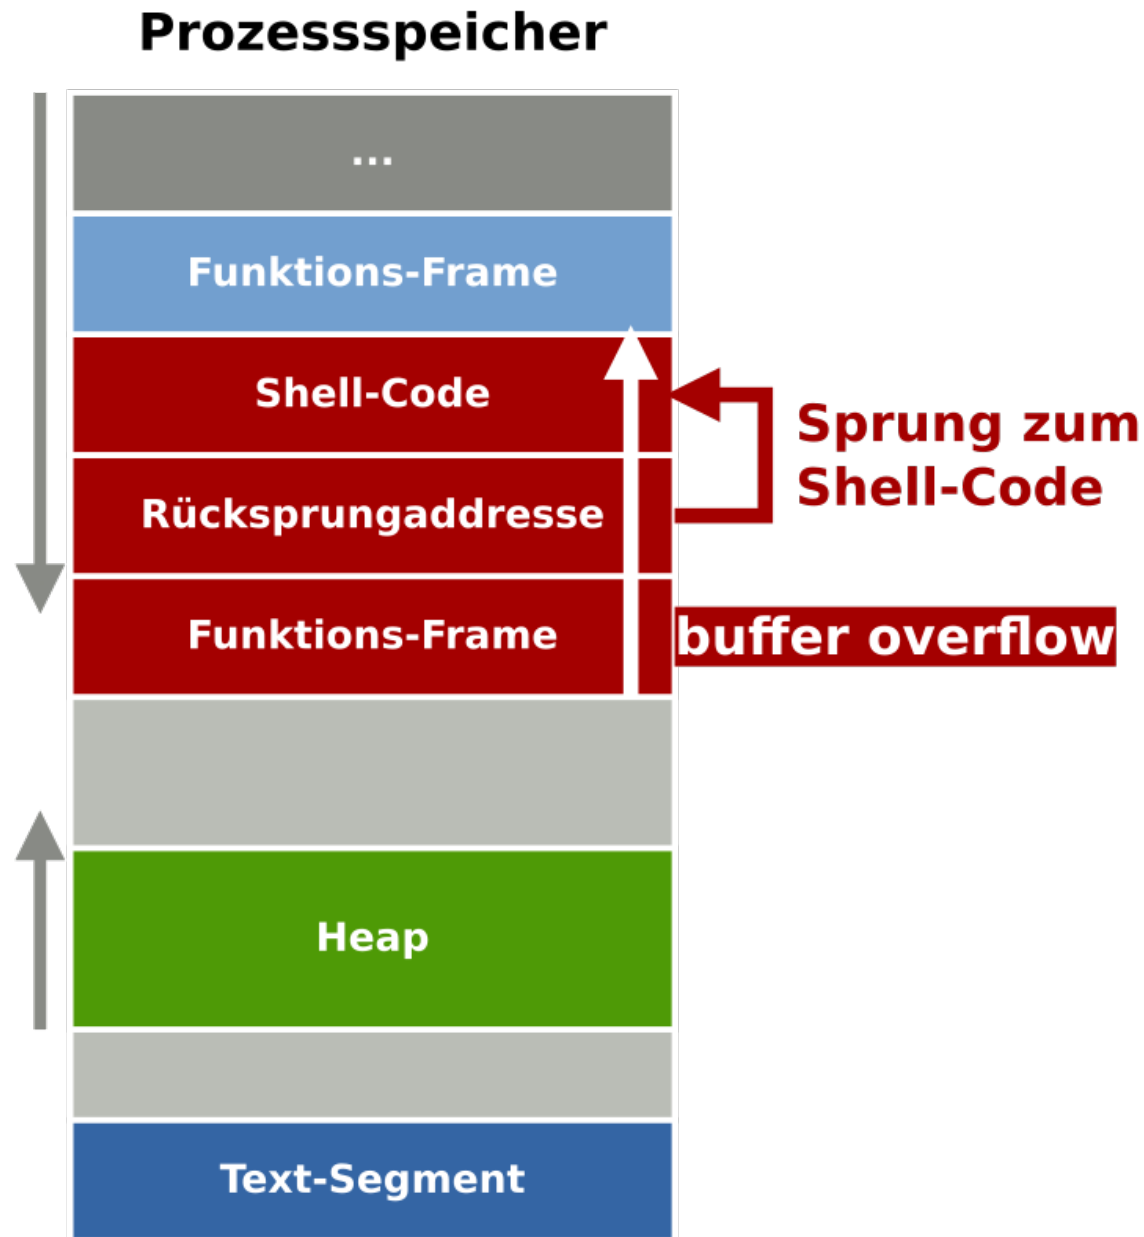 Prozessspeicher
...
Funktions-Frame
Shell-Code
Sprung zum
Shell-Code
Rücksprungaddresse
Funktions-Frame
buffer overflow
Heap
Text-Segment